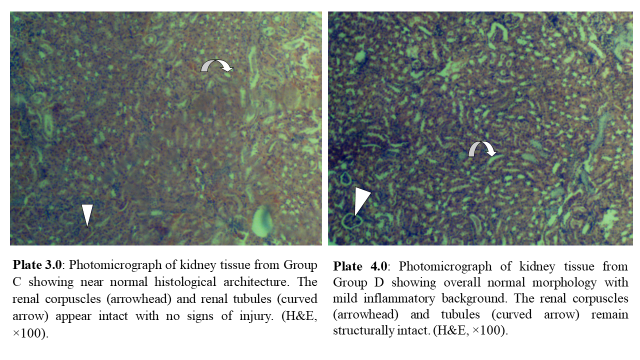 Plate 3.0: Photomicrograph of kidney tissue from Group
C showing near normal histological architecture. The
renal corpuscles (arrowhead) and renal tubules (curved
arrow) appear intact with no signs of injury. (H&E,
×100).
Plate 4.0: Photomicrograph of kidney tissue from
Group D showing overall normal morphology with
mild inflammatory background. The renal corpuscles
(arrowhead) and tubules (curved arrow) remain
structurally intact. (H&E, ×100).